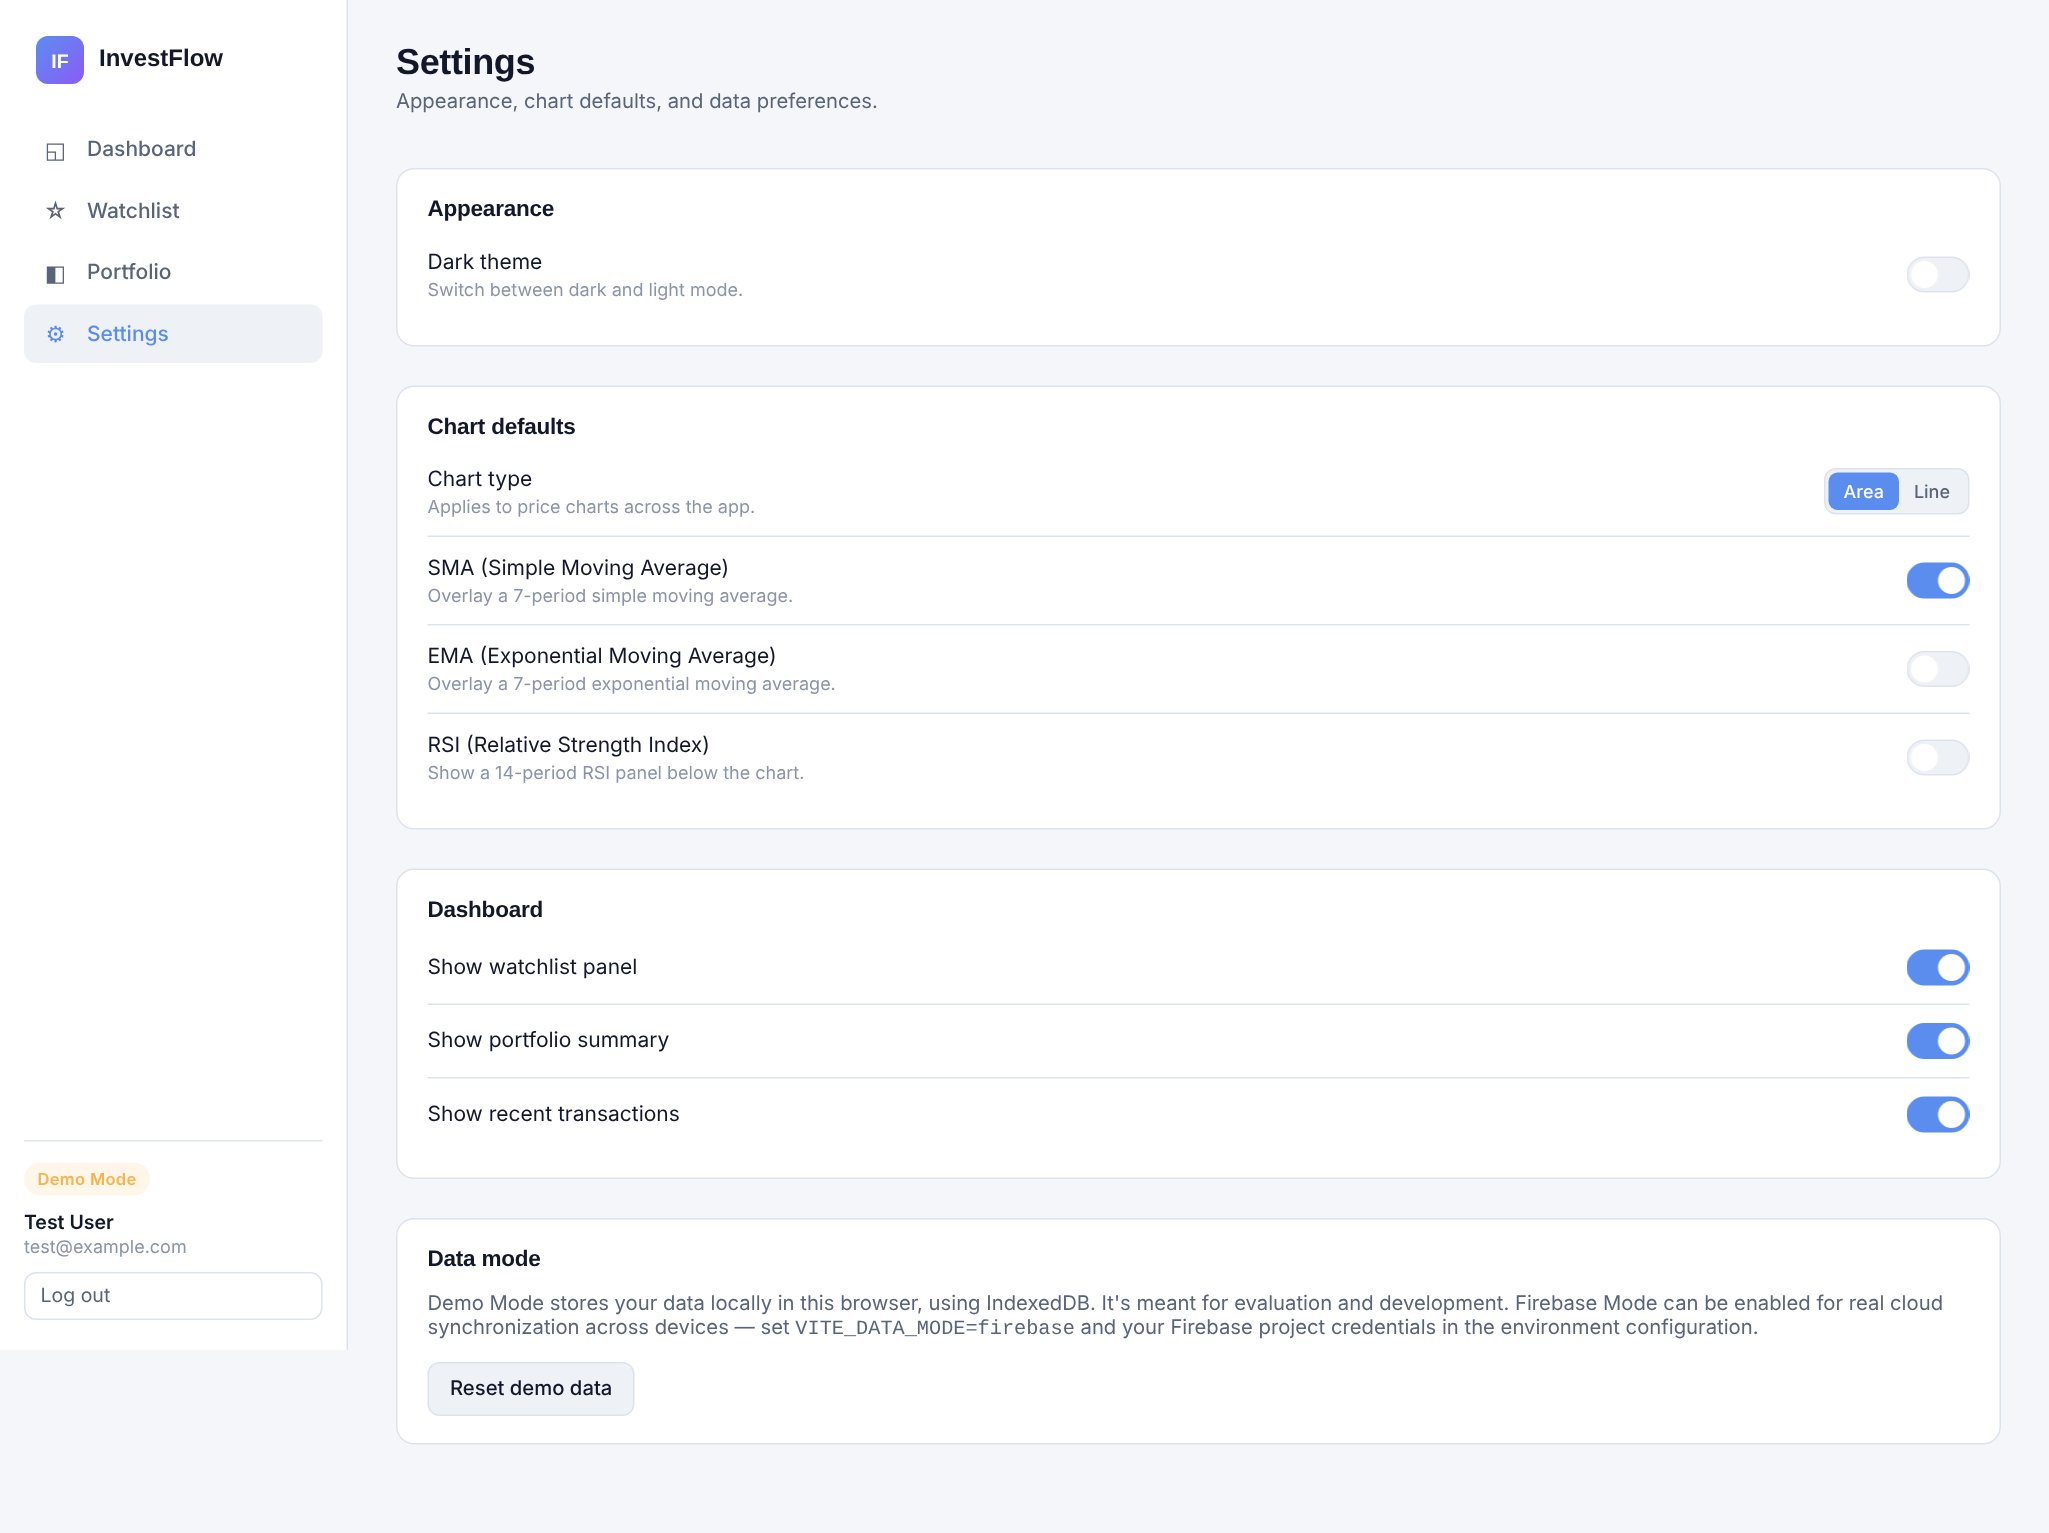 IF InvestFlow
Dashboard
Watchlist
Portfolio
Settings
Demo Mode
Test User
test@example.com
Log out
Settings
Appearance, chart defaults, and data preferences.
Appearance
Dark theme
Switch between dark and light mode.
Chart defaults
Chart type
Applies to price charts across the app.
Area Line
SMA (Simple Moving Average)
Overlay a 7-period simple moving average.
EMA (Exponential Moving Average)
Overlay a 7-period exponential moving average.
RSI (Relative Strength Index)
Show a 14-period RSI panel below the chart.
Dashboard
Show watchlist panel
Show portfolio summary
Show recent transactions
Data mode
Demo Mode stores your data locally in this browser, using IndexedDB. It's meant for evaluation and development. Firebase Mode can be enabled for real cloud
synchronization across devices — set VITE_DATA_MODE=firebase and your Firebase project credentials in the environment configuration.
Reset demo data